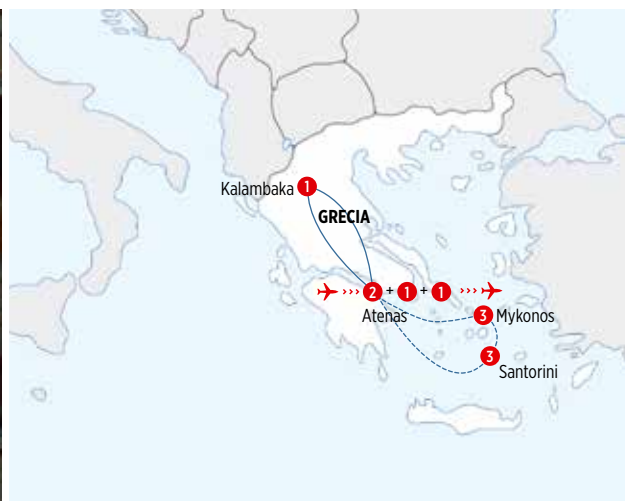 Kalambaka 1
GRECIA
2 + 1 + 1
Atenas
3 Mykonos
3
Santorini